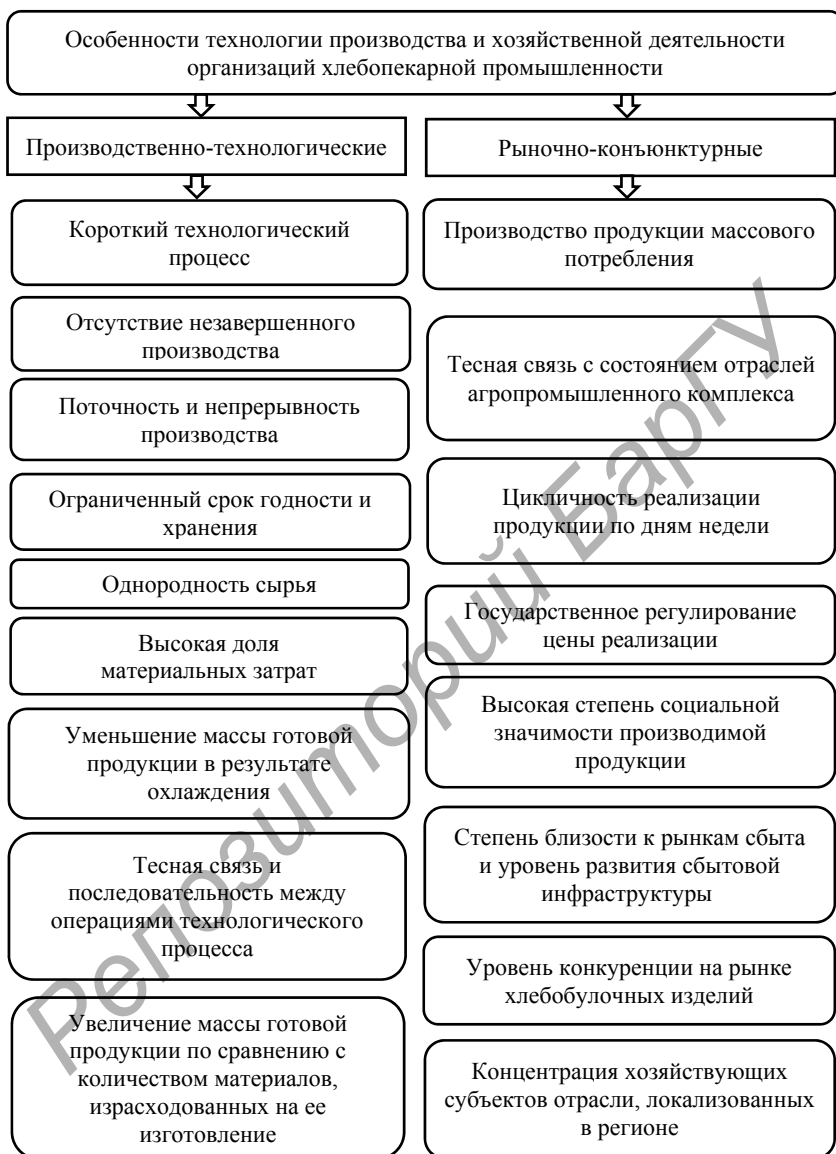 Особенности технологии производства и хозяйственной деятельности
организаций хлебопекарной промышленности
Производственно-технологические
Короткий технологический
процесс
Отсутствие незавершенного
производства
Поточность и непрерывность
производства
Ограниченный срок годности и
хранения
Однородность сырья
Высокая доля
материальных затрат
Уменьшение массы готовой
продукции в результате
охлаждения
Тесная связь и
последовательность между
операциями технологического
процесса
Увеличение массы готовой
продукции по сравнению с
количеством материалов,
израсходованных на ее
изготовление
Рыночно-конъюнктурные
Производство продукции массового
потребления
Тесная связь с состоянием отраслей
агропромышленного комплекса
Цикличность реализации
продукции по дням недели
Государственное регулирование
цены реализации
Высокая степень социальной
значимости производимой
продукции
Степень близости к рынкам сбыта
и уровень развития сбытовой
инфраструктуры
Уровень конкуренции на рынке
хлебобулочных изделий
Концентрация хозяйствующих
субъектов отрасли, локализованных
в регионе
Репозиторий БарГУ